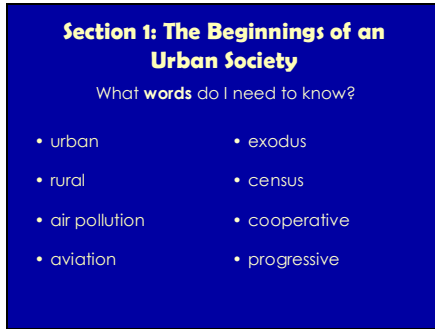 Section 1: The Beginnings of an
Urban Society
What words do I need to know?
• urban
• rural
• air pollution
• aviation
• exodus
• census
• cooperative
• progressive